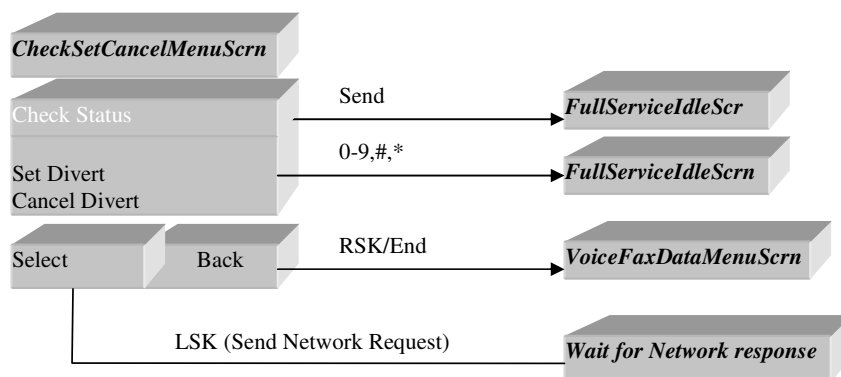 CheckSetCancelMenuScrn
Check Status
Send
FullServiceIdleScr
0-9,#,*
Set Divert
FullServiceIdleScrn
Cancel Divert
RSK/End
Select
Back
VoiceFaxDataMenuScrn
LSK (Send Network Request)
Wait for Network response